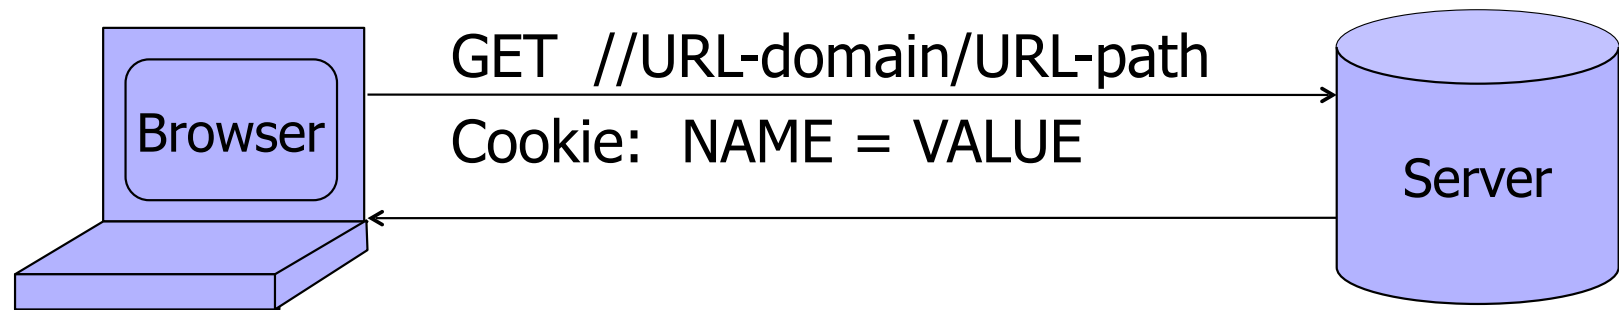 GET //URL-domain/URL-path
Browser
Cookie: NAME = VALUE
Server